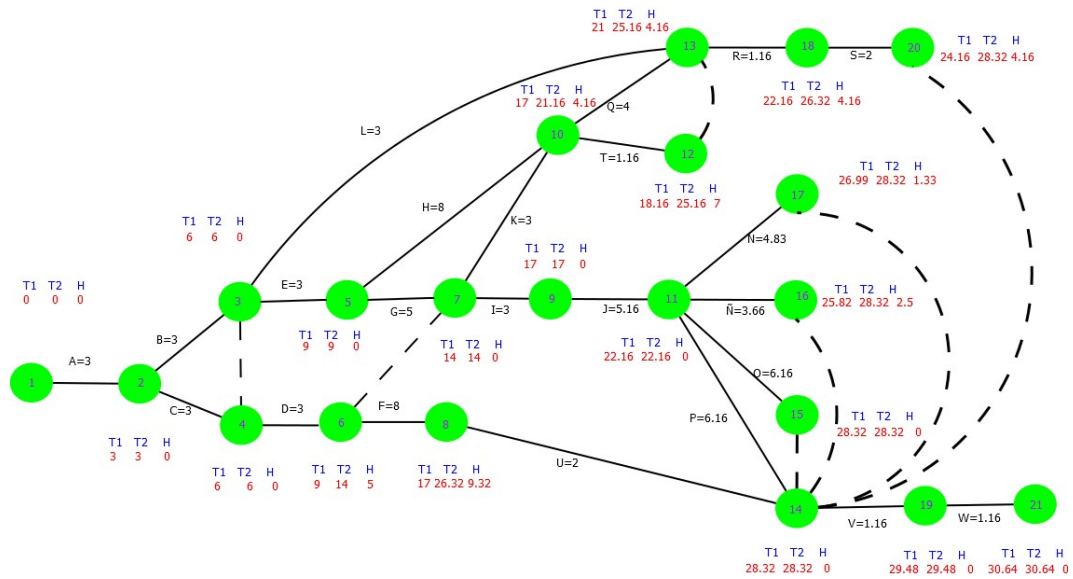 T1 T2 H
21 25.16 4.16
13
R=1.16
18
S=2
20
T1 T2 H
24.16 28.32 4.16
T1 T2 H
22.16 26.32 4.16
T1 T2 H
17 21.16 4.16
Q=4
L=3
10
T=1.16
12
T1 T2 H
18.16 25.16 7
T1 T2 H
26.99 28.32 1.33
17
H=8
K=3
N=4.83
T1 T2 H
6 6 0
T1 T2 H
17 17 0
T1 T2 H
0 0 0
3
E=3
5
G=5
7
I=3
9
J=5.16
11
Ñ=3.66
16
T1 T2 H
25.82 28.32 2.5
B=3
T1 T2 H
9 9 0
T1 T2 H
14 14 0
T1 T2 H
22.16 22.16 0
1
A=3
2
O=6.16
C=3
4
D=3
6
F=8
8
P=6.16
15
T1 T2 H
28.32 28.32 0
T1 T2 H
3 3 0
T1 T2 H
6 6 0
T1 T2 H
9 14 5
T1 T2 H
17 26.32 9.32
U=2
14
V=1.16
19
W=1.16
21
T1 T2 H
28.32 28.32 0
T1 T2 H
29.48 29.48 0
T1 T2 H
30.64 30.64 0